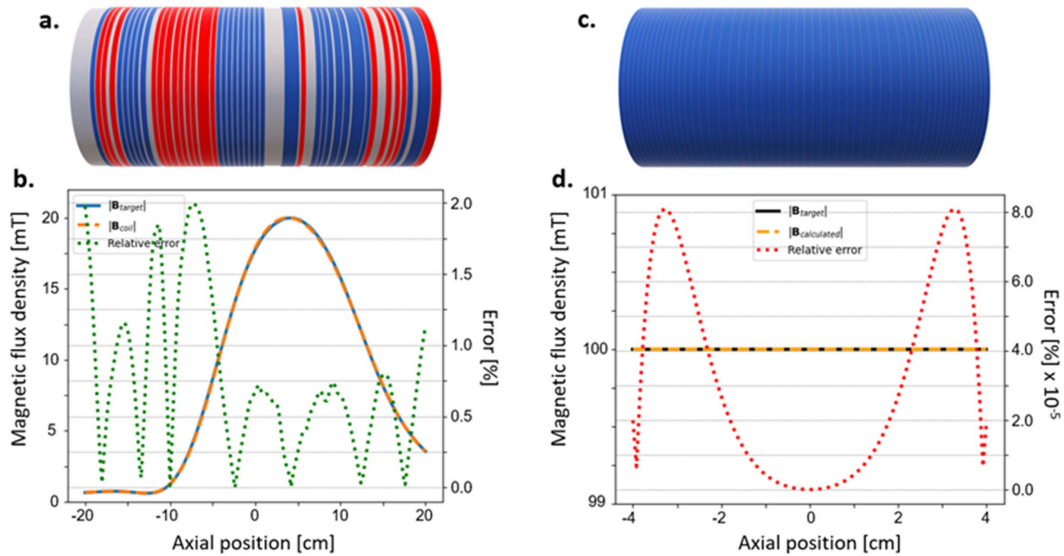 a.
c.
b.
|B_target|
|B_coil|
Relative error
20
15
10
5
0
Magnetic flux density [mT]
2.0
1.5
1.0
0.5
0.0
Error [%]
-20
-10
0
10
20
Axial position [cm]
d.
|B_target|
|B_calculated|
Relative error
101
100
99
Magnetic flux density [mT]
8.0
6.0
4.0
2.0
0.0
Error [%] x 10^-5
-4
-2
0
2
4
Axial position [cm]